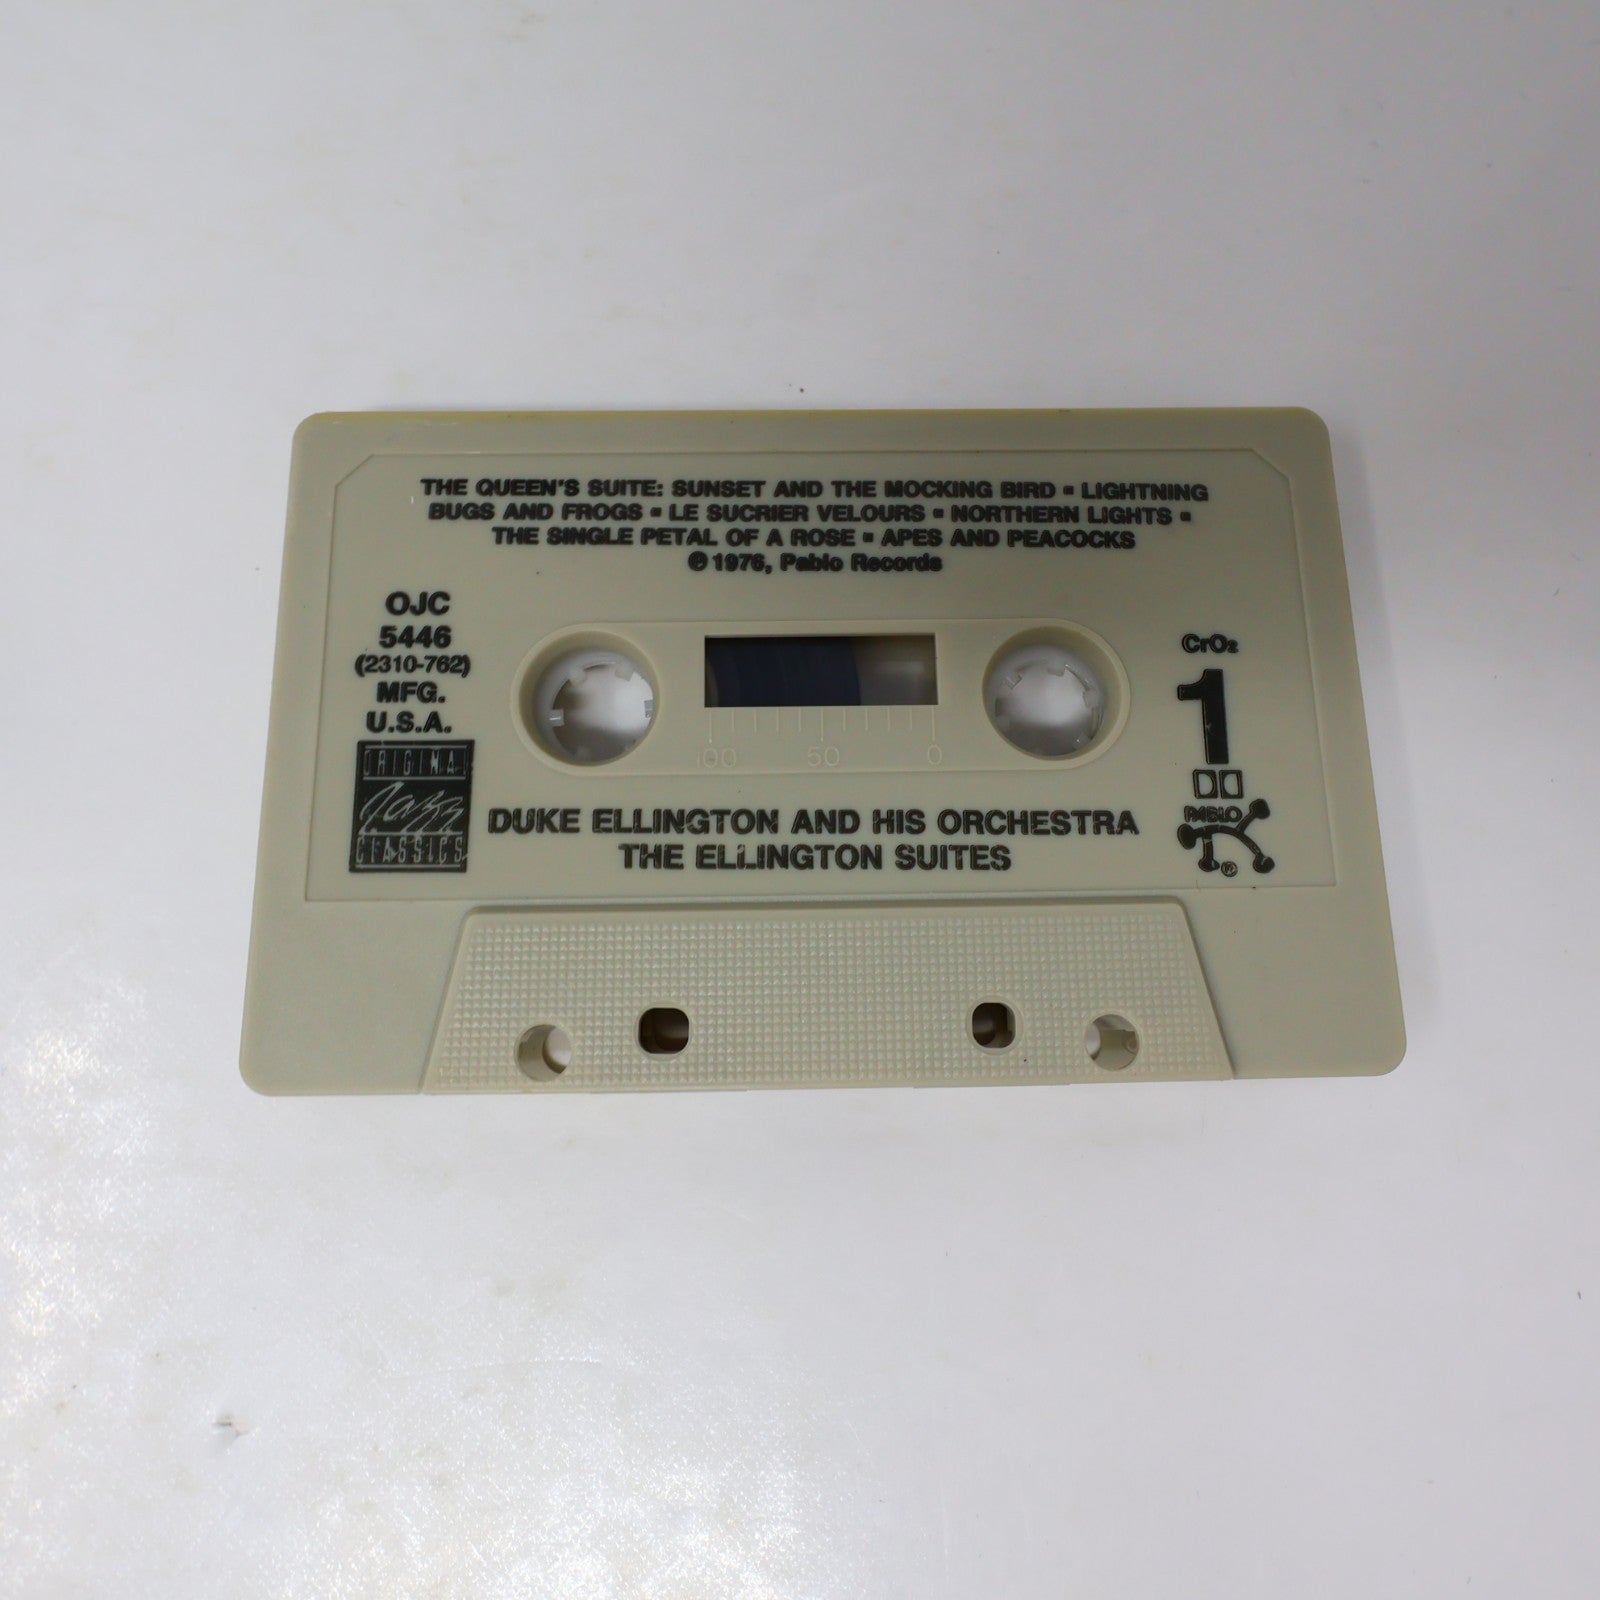 THE QUEEN'S SUITE: SUNSET AND THE MOCKING BIRD ▪ LIGHTNING
BUGS AND FROGS ▪ LE SUCRIER VELOURS ▪ NORTHERN LIGHTS ▪
THE SINGLE PETAL OF A ROSE ▪ APES AND PEACOCKS
℗ 1976, Pablo Records
OJC
5446
(2310-762)
MFG.
U.S.A.
ORIGINAL
Jazz
CLASSICS
100 50 0
CrO₂
1
PABLO
®
DUKE ELLINGTON AND HIS ORCHESTRA
THE ELLINGTON SUITES